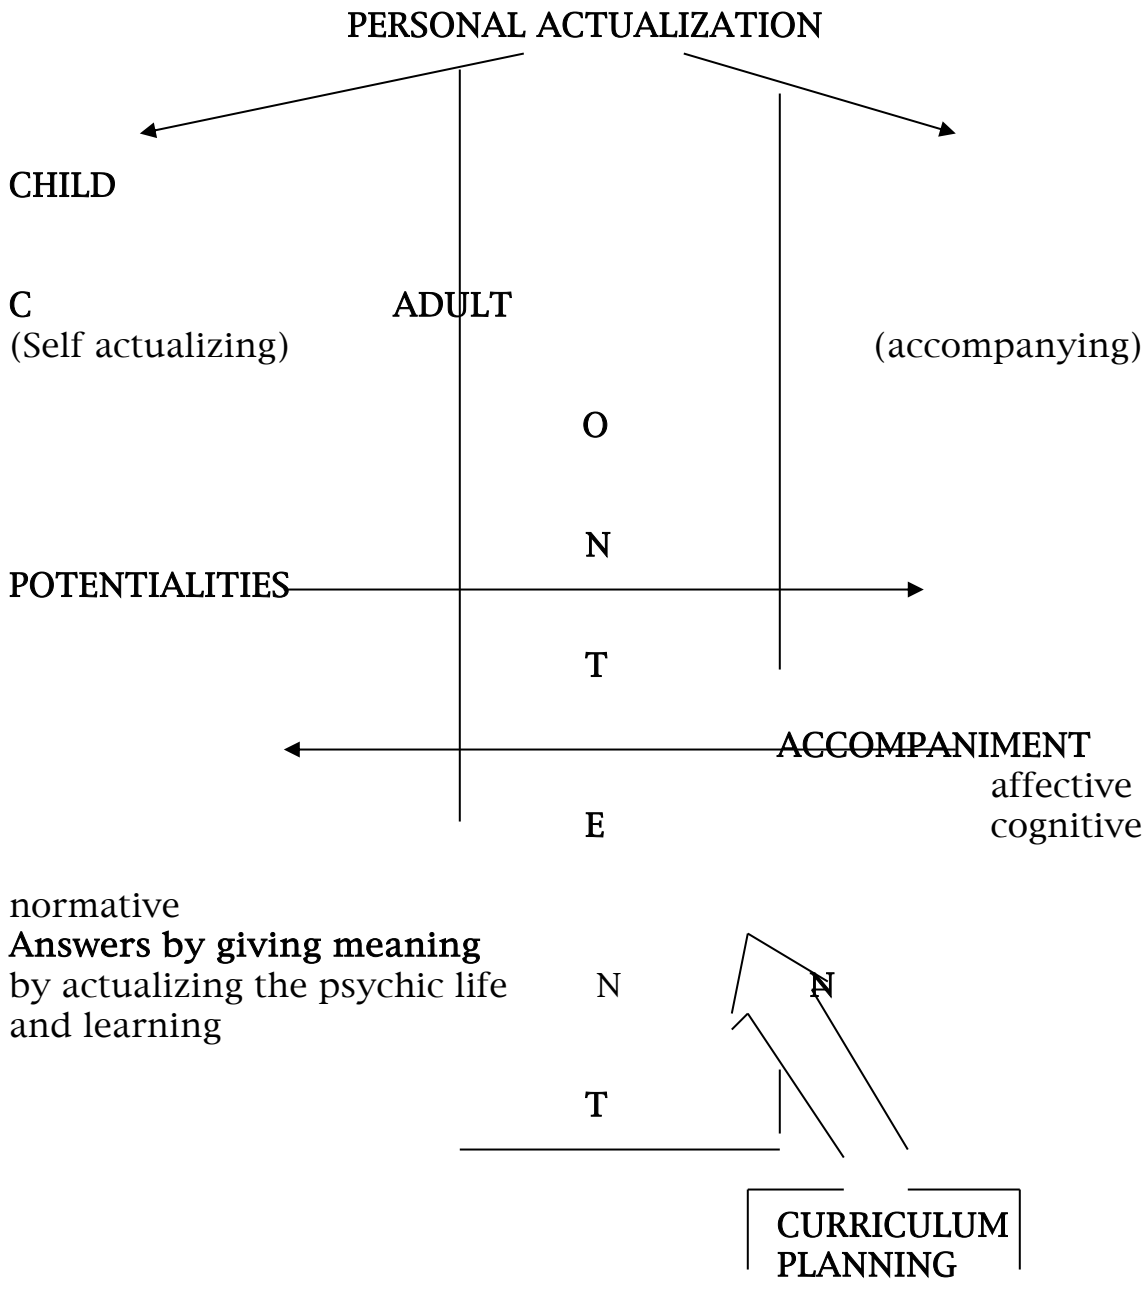 PERSONAL ACTUALIZATION
CHILD
C ADULT
(Self actualizing) (accompanying)
O
N
POTENTIALITIES
T
ACCOMPANIMENT
affective
E cognitive
normative
Answers by giving meaning
by actualizing the psychic life N N
and learning
T
CURRICULUM
PLANNING